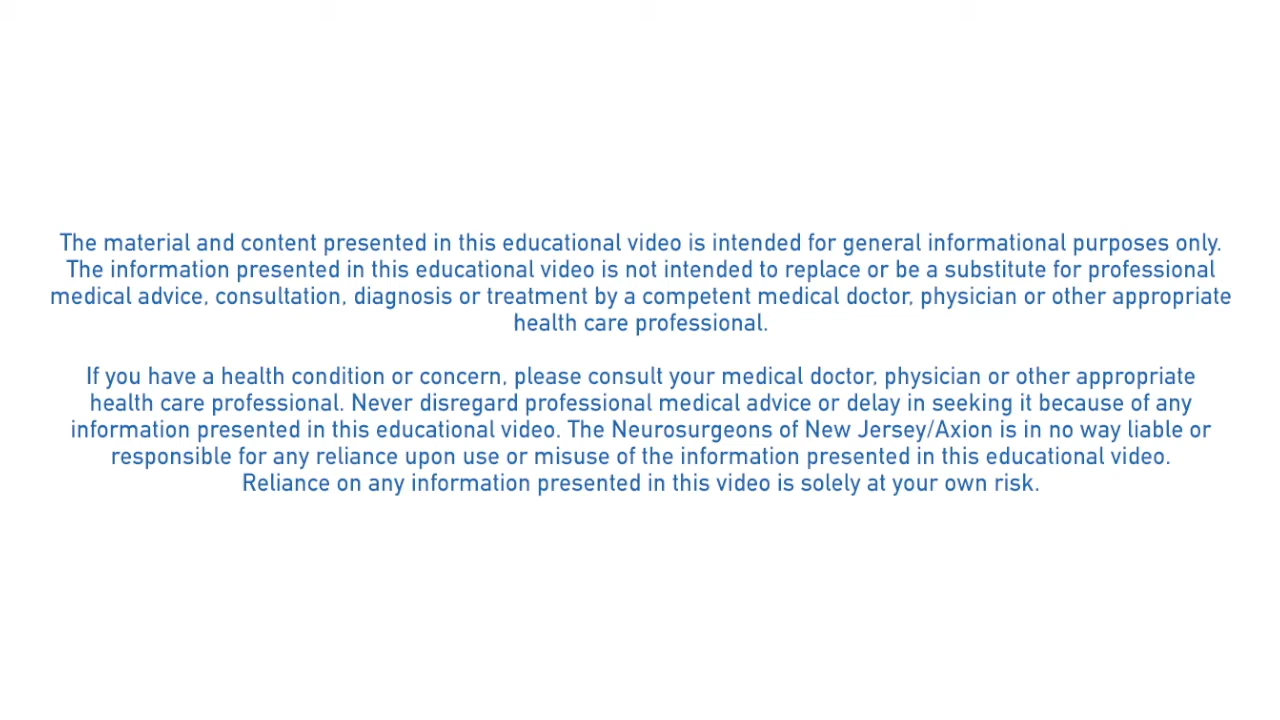 The material and content presented in this educational video is intended for general informational purposes only.
The information presented in this educational video is not intended to replace or be a substitute for professional
medical advice, consultation, diagnosis or treatment by a competent medical doctor, physician or other appropriate
health care professional.
If you have a health condition or concern, please consult your medical doctor, physician or other appropriate
health care professional. Never disregard professional medical advice or delay in seeking it because of any
information presented in this educational video. The Neurosurgeons of New Jersey/Axion is in no way liable or
responsible for any reliance upon use or misuse of the information presented in this educational video.
Reliance on any information presented in this video is solely at your own risk.